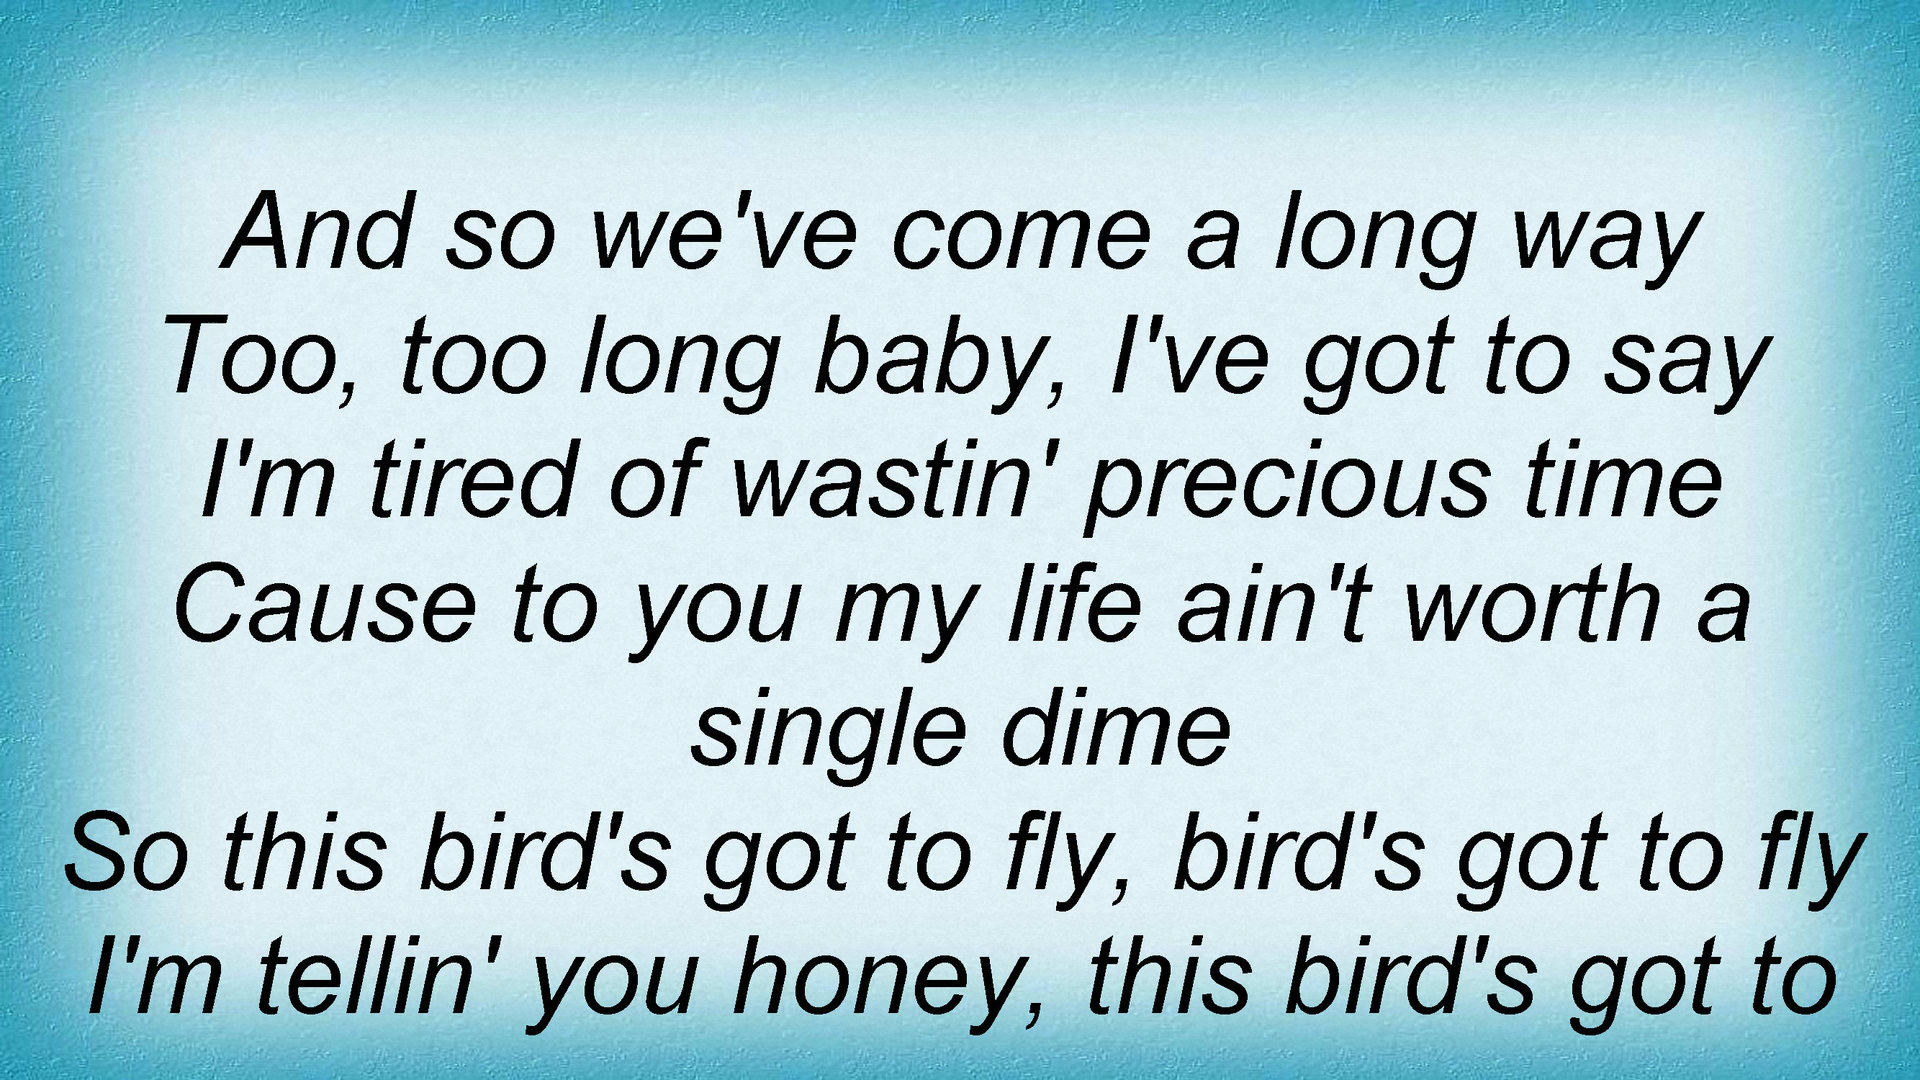 And so we've come a long way
Too, too long baby, I've got to say
I'm tired of wastin' precious time
Cause to you my life ain't worth a
single dime
So this bird's got to fly, bird's got to fly
I'm tellin' you honey, this bird's got to